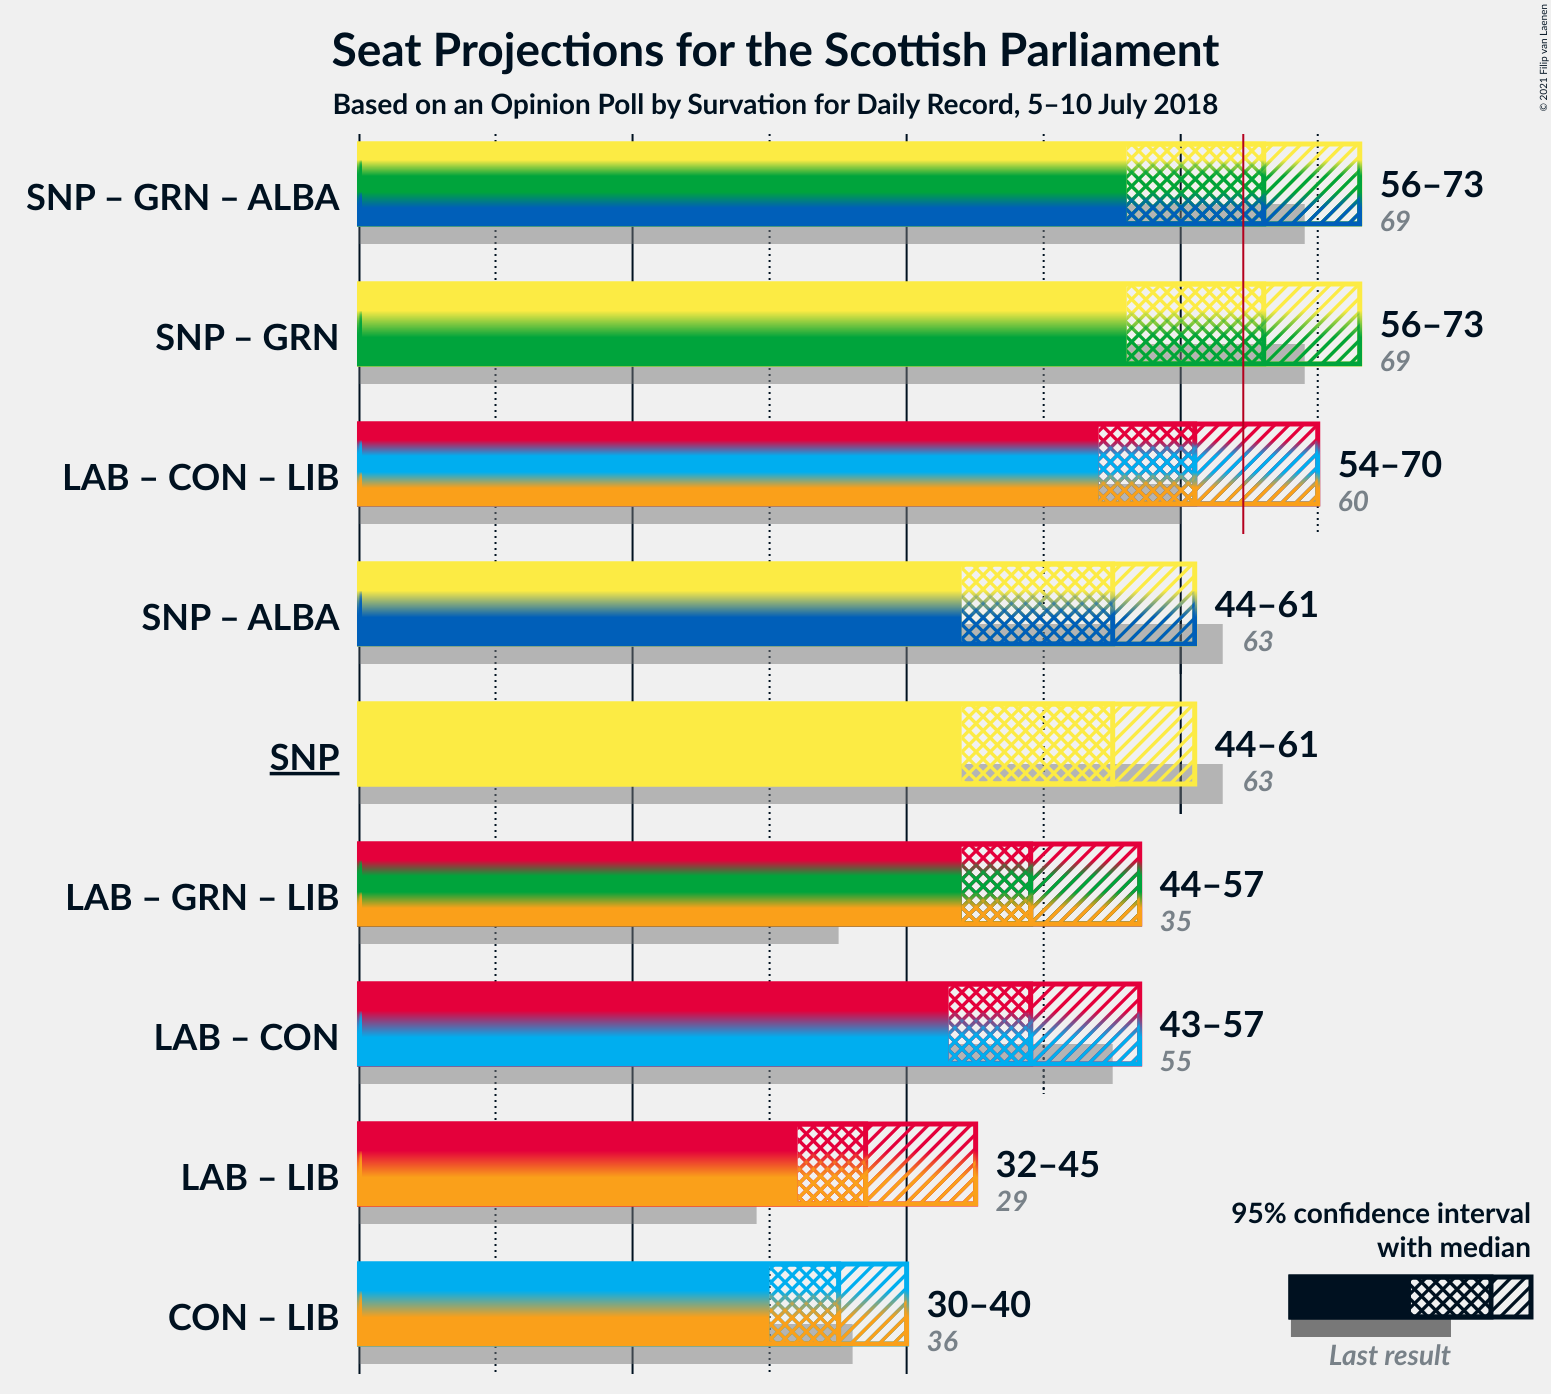 Seat Projections for the Scottish Parliament
Based on an Opinion Poll by Survation for Daily Record, 5–10 July 2018
© 2021 Filip van Laenen
SNP – GRN – ALBA
56–73
69
SNP – GRN
56–73
69
LAB – CON – LIB
54–70
60
SNP – ALBA
44–61
63
SNP
44–61
63
LAB – GRN – LIB
44–57
35
LAB – CON
43–57
55
LAB – LIB
32–45
29
CON – LIB
30–40
36
95% confidence interval
with median
Last result